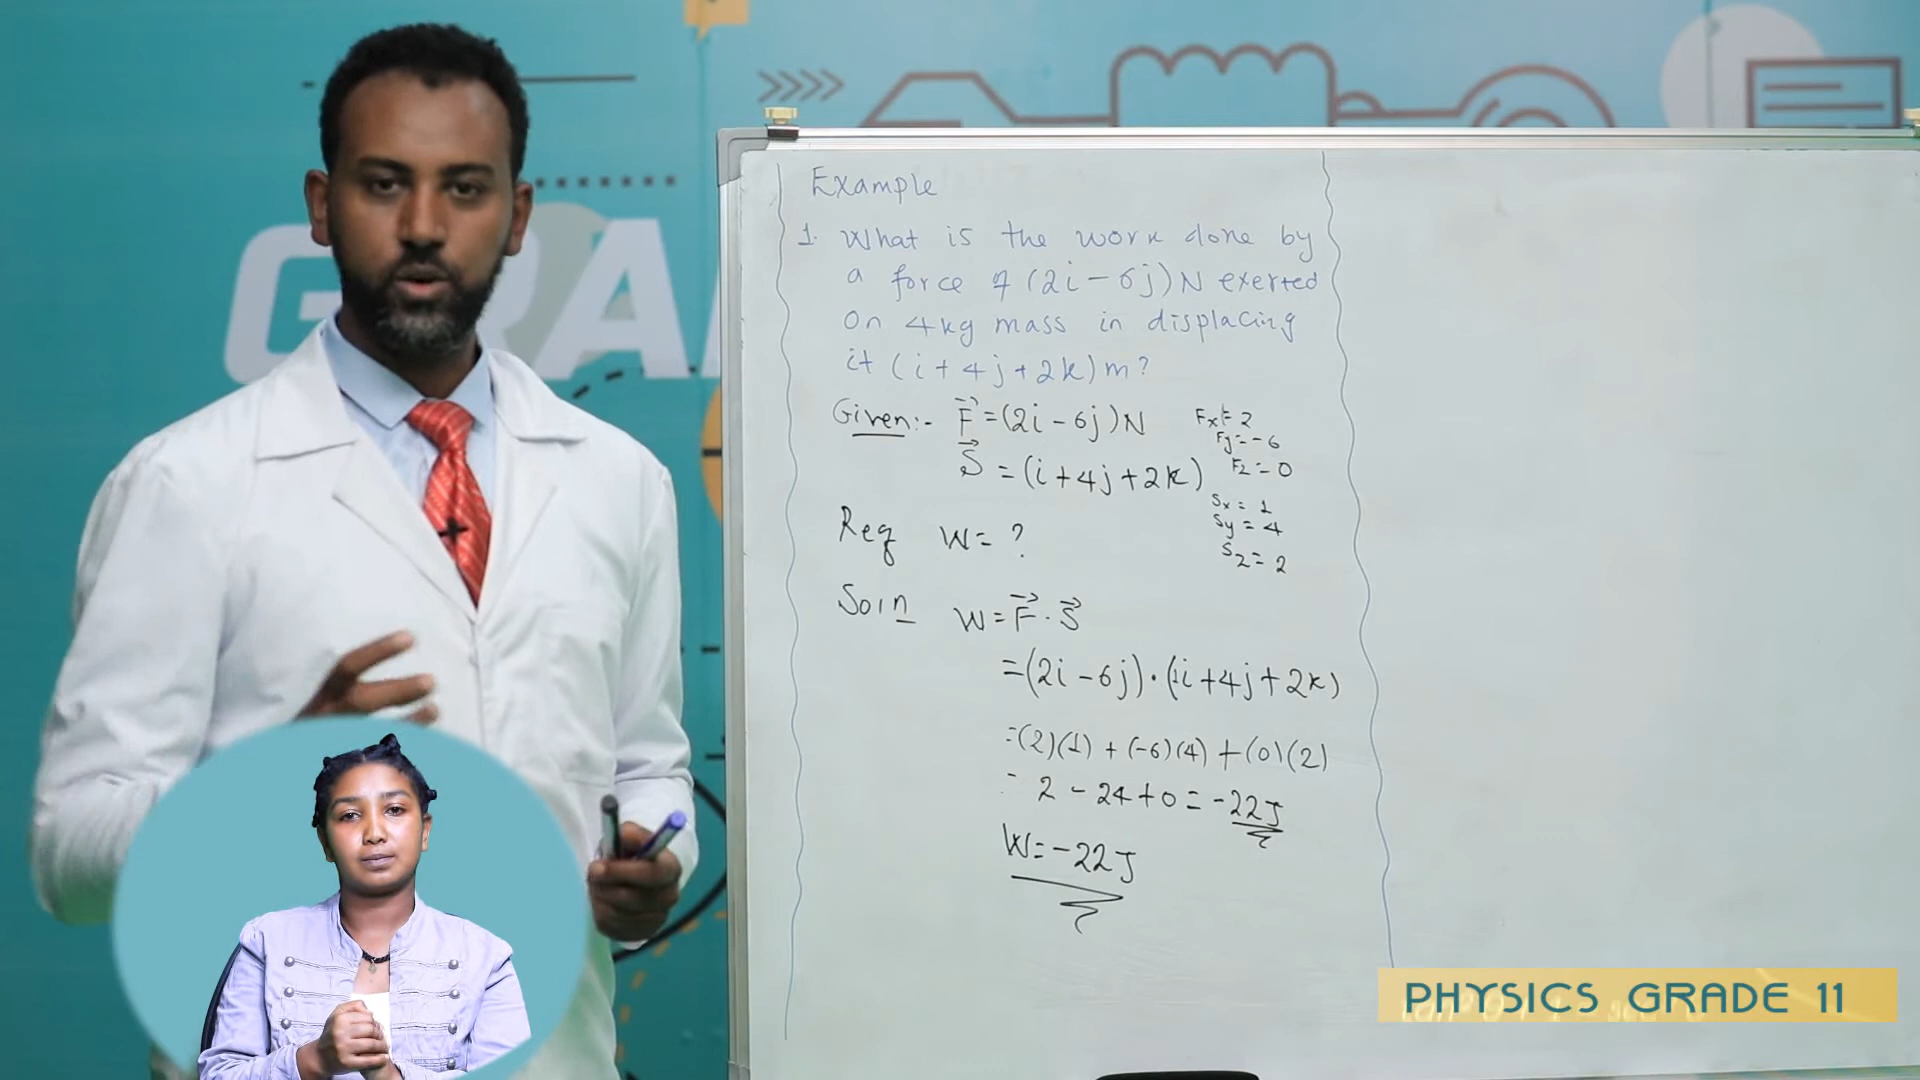 GRA
Example
1. What is the work done by
a force of (2i - 6j) N exerted
on 4kg mass in displacing
it (i + 4j + 2k) m?
Given:- F⃗ = (2i - 6j) N
S⃗ = (i + 4j + 2k)
Fx = 2
Fy = -6
Fz = 0
Sx = 1
Sy = 4
Sz = 2
Req W = ?
Soln W = F⃗ · S⃗
= (2i - 6j) · (1i + 4j + 2k)
= (2)(1) + (-6)(4) + (0)(2)
= 2 - 24 + 0 = -22J
W = -22J
PHYSICS GRADE 11